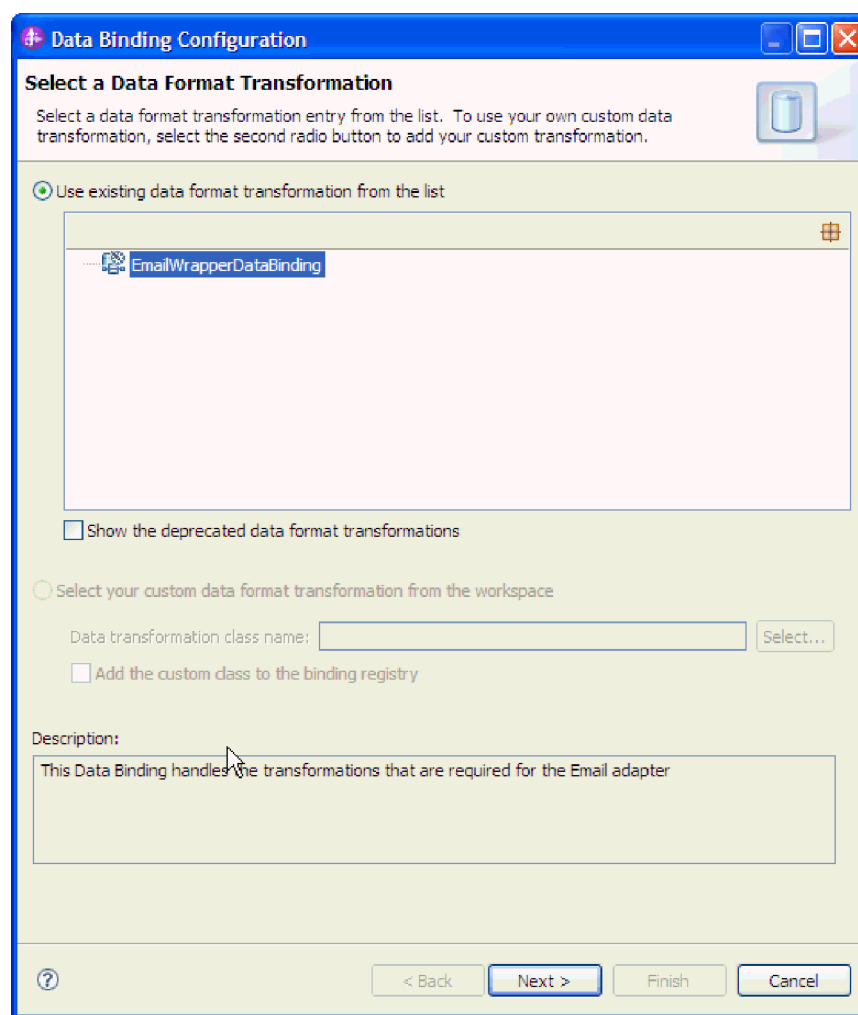 Data Binding Configuration
Select a Data Format Transformation
Select a data format transformation entry from the list. To use your own custom data
transformation, select the second radio button to add your custom transformation.
Use existing data format transformation from the list
EmailWrapperDataBinding
Show the deprecated data format transformations
Select your custom data format transformation from the workspace
Data transformation class name: Select...
Add the custom class to the binding registry
Description:
This Data Binding handles the transformations that are required for the Email adapter
< Back Next > Finish Cancel